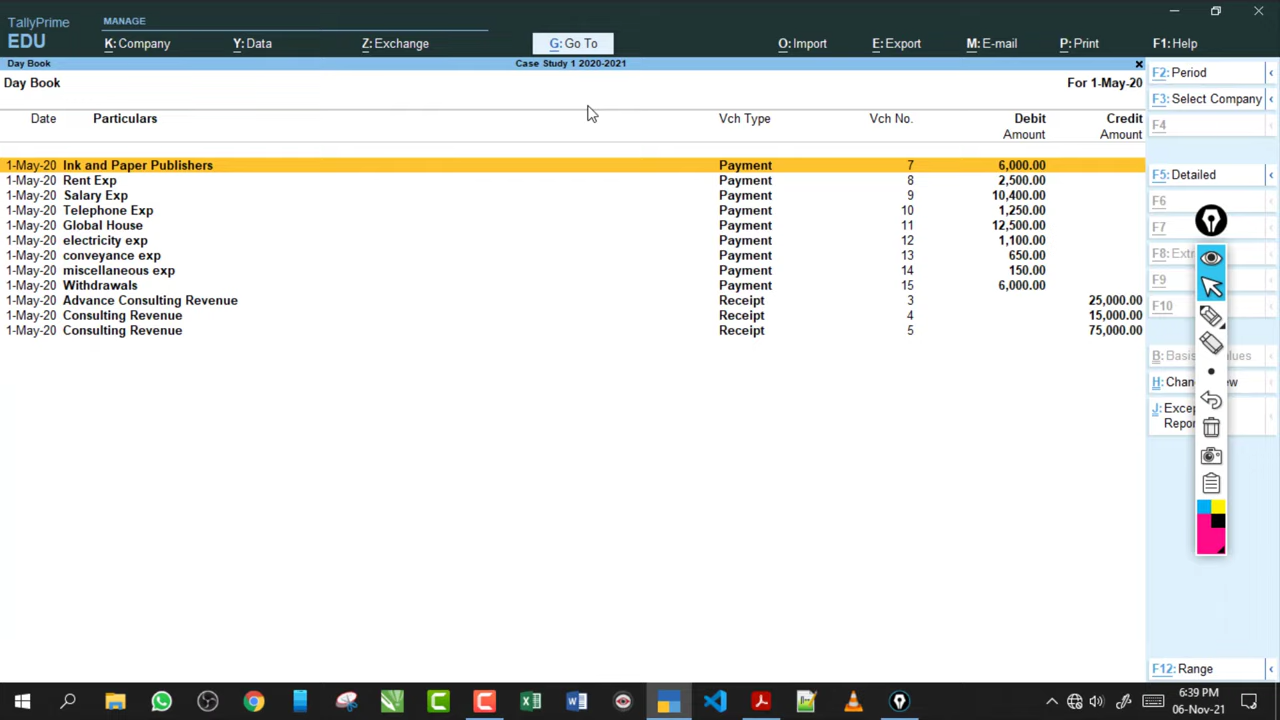 TallyPrime
EDU
MANAGE
K: Company Y: Data Z: Exchange G: Go To O: Import E: Export M: E-mail P: Print F1: Help
Day Book Case Study 1 2020-2021
Day Book For 1-May-20
Date Particulars Vch Type Vch No. Debit Credit
Amount Amount
1-May-20 Ink and Paper Publishers Payment 7 6,000.00
1-May-20 Rent Exp Payment 8 2,500.00
1-May-20 Salary Exp Payment 9 10,400.00
1-May-20 Telephone Exp Payment 10 1,250.00
1-May-20 Global House Payment 11 12,500.00
1-May-20 electricity exp Payment 12 1,100.00
1-May-20 conveyance exp Payment 13 650.00
1-May-20 miscellaneous exp Payment 14 150.00
1-May-20 Withdrawals Payment 15 6,000.00
1-May-20 Advance Consulting Revenue Receipt 3 25,000.00
1-May-20 Consulting Revenue Receipt 4 15,000.00
1-May-20 Consulting Revenue Receipt 5 75,000.00
F2: Period
F3: Select Company
F4
F5: Detailed
F6
F7
F8:
F9
F10
B:
H:
J:
F12: Range
6:39 PM
06-Nov-21